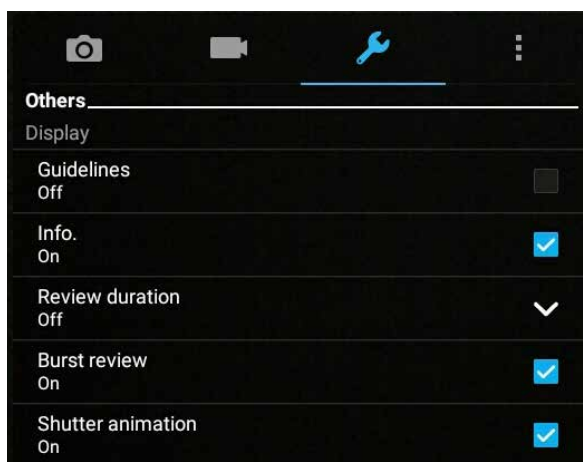 Others
Display
Guidelines
Off
Info.
On
Review duration
Off
Burst review
On
Shutter animation
On